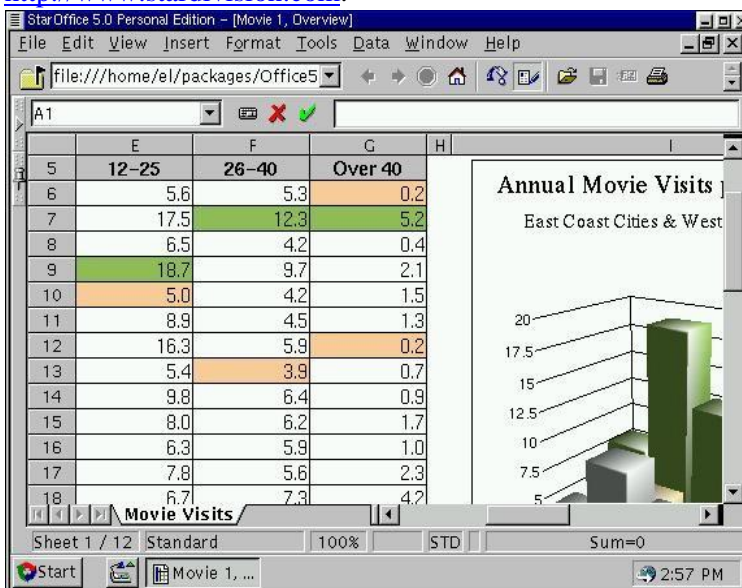 http://www.stardivision.com.
StarOffice 5.0 Personal Edition - [Movie 1, Overview]
File Edit View Insert Format Tools Data Window Help
file:///home/el/packages/Office5
A1
E F G H I
5 12-25 26-40 Over 40
6 5.6 5.3 0.2
7 17.5 12.3 5.2
8 6.5 4.2 0.4
9 18.7 9.7 2.1
10 5.0 4.2 1.5
11 8.9 4.5 1.3
12 16.3 5.9 0.2
13 5.4 3.9 0.7
14 9.8 6.4 0.9
15 8.0 6.2 1.7
16 6.3 5.9 1.0
17 7.8 5.6 2.3
18 6.7 7.3 4.2
Annual Movie Visits
East Coast Cities & West
20
17.5
15
12.5
10
7.5
5
Movie Visits
Sheet 1 / 12 Standard 100% STD Sum=0
Start Movie 1, ... 2:57 PM